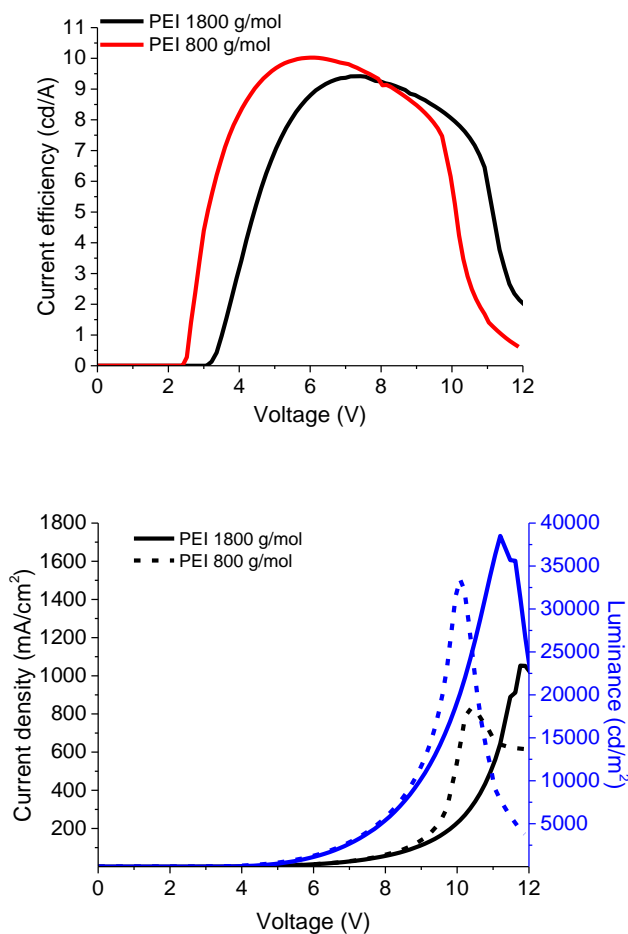 PEI 1800 g/mol
PEI 800 g/mol
Current efficiency (cd/A)
11
10
9
8
7
6
5
4
3
2
1
0
0 2 4 6 8 10 12
Voltage (V)
PEI 1800 g/mol
PEI 800 g/mol
Current density (mA/cm²)
1800
1600
1400
1200
1000
800
600
400
200
40000
35000
30000
25000
20000
15000
10000
5000
Luminance (cd/m²)
0 2 4 6 8 10 12
Voltage (V)